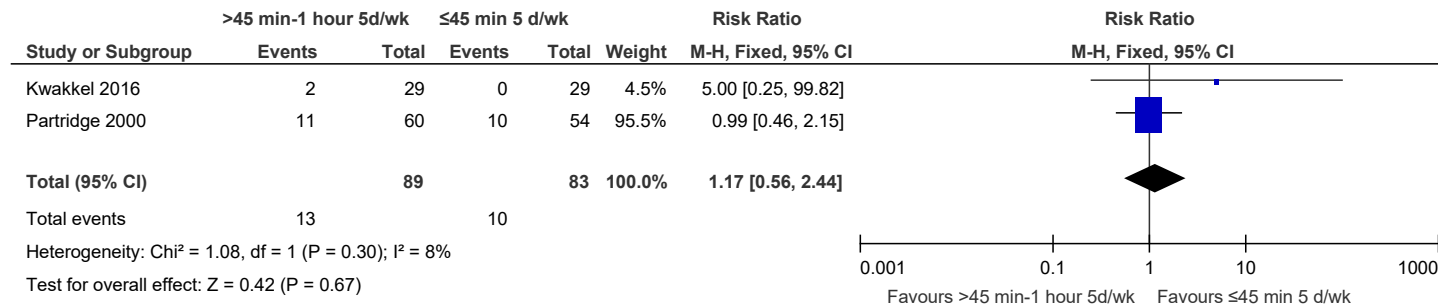 >45 min-1 hour 5d/wk ≤45 min 5 d/wk Risk Ratio Risk Ratio
Study or Subgroup Events Total Events Total Weight M-H, Fixed, 95% CI M-H, Fixed, 95% CI
Kwakkel 2016 2 29 0 29 4.5% 5.00 [0.25, 99.82]
Partridge 2000 11 60 10 54 95.5% 0.99 [0.46, 2.15]
Total (95% CI) 89 83 100.0% 1.17 [0.56, 2.44]
Total events 13 10
Heterogeneity: Chi² = 1.08, df = 1 (P = 0.30); I² = 8%
Test for overall effect: Z = 0.42 (P = 0.67)
0.001 0.1 1 10 1000
Favours >45 min-1 hour 5d/wk Favours ≤45 min 5 d/wk